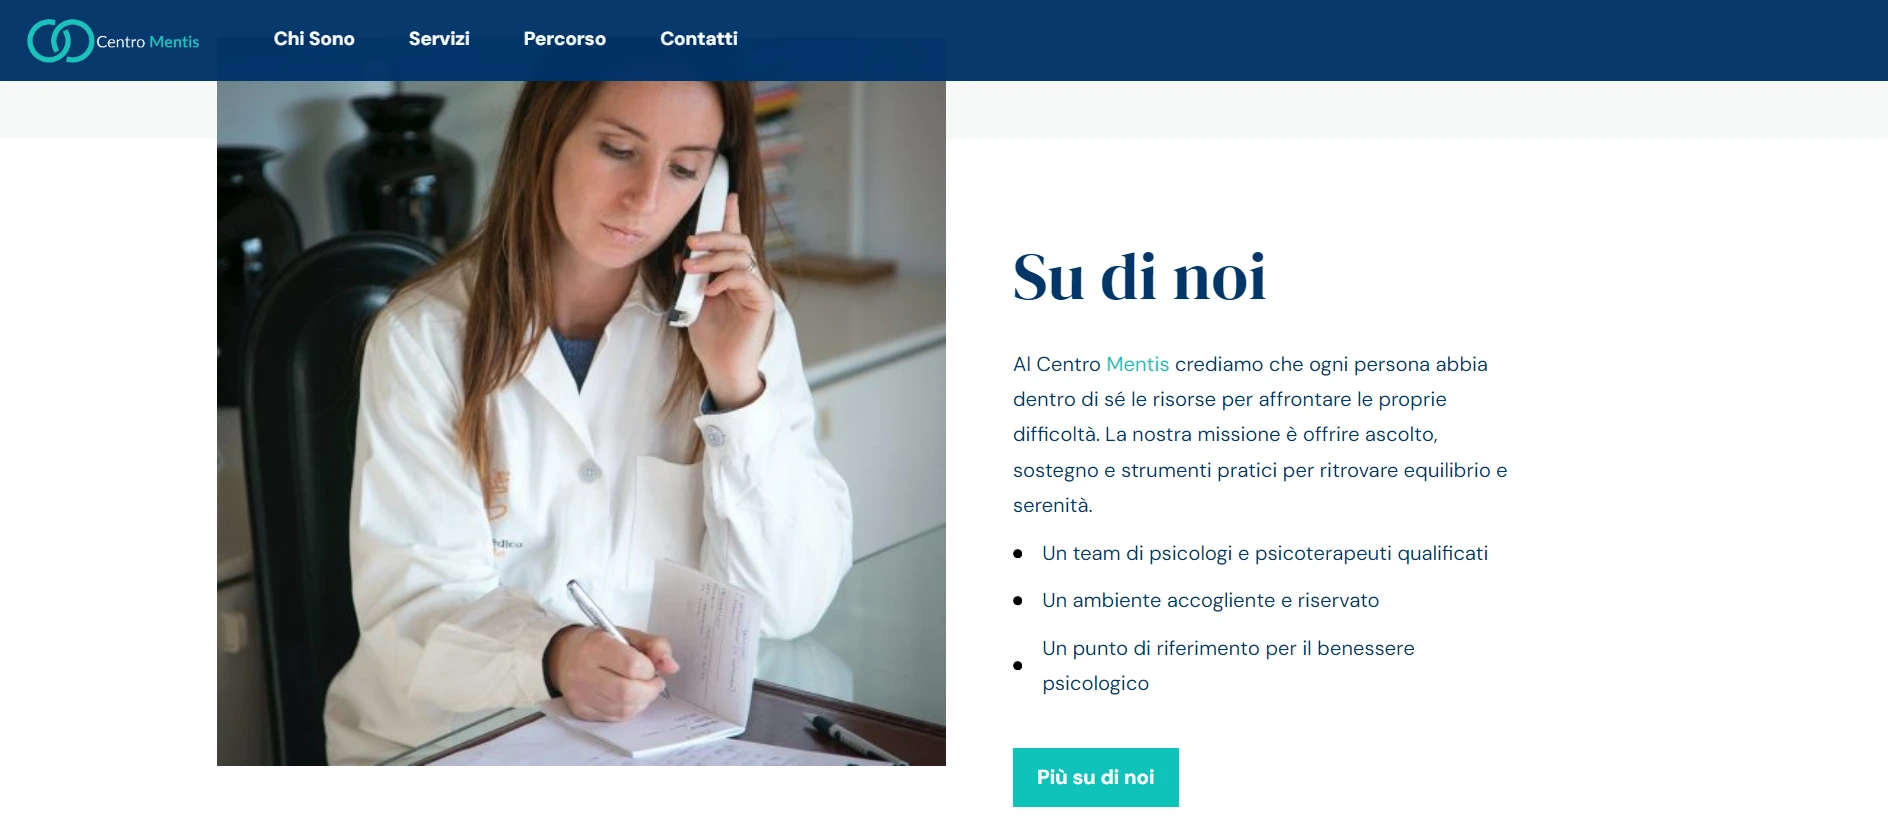 Centro Mentis
Chi Sono
Servizi
Percorso
Contatti
Su di noi
Al Centro Mentis crediamo che ogni persona abbia
dentro di sé le risorse per affrontare le proprie
difficoltà. La nostra missione è offrire ascolto,
sostegno e strumenti pratici per ritrovare equilibrio e
serenità.
Un team di psicologi e psicoterapeuti qualificati
Un ambiente accogliente e riservato
Un punto di riferimento per il benessere
psicologico
Più su di noi